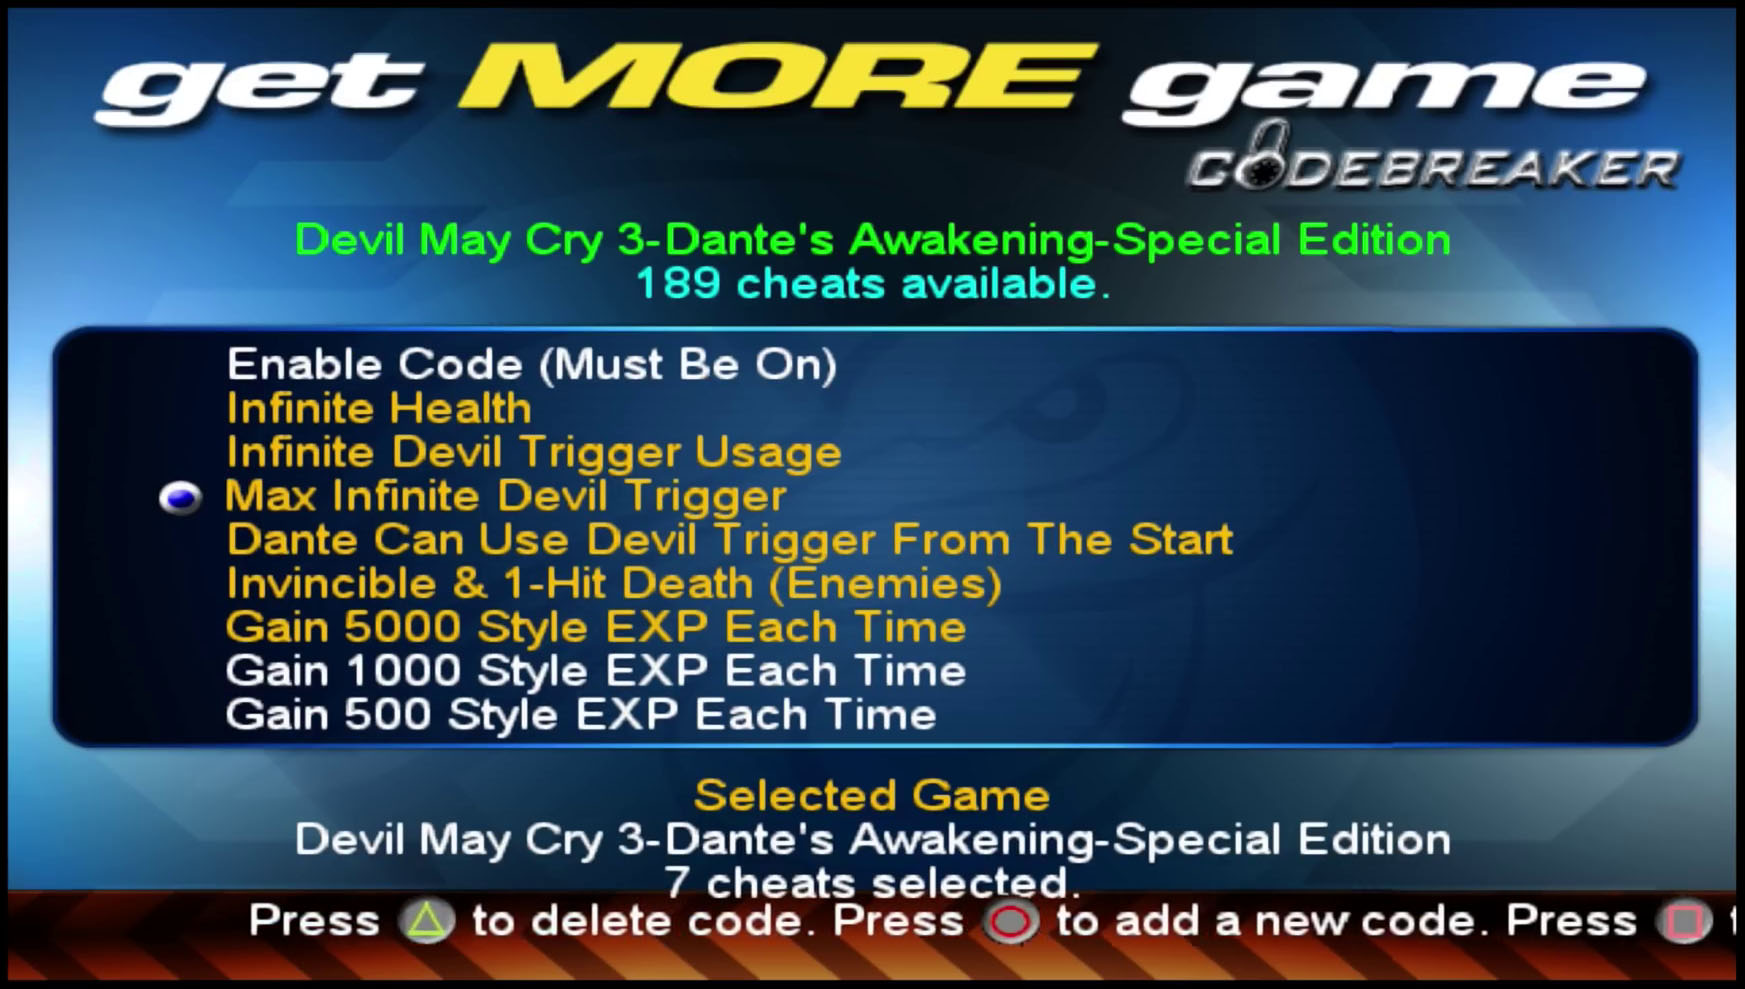 get MORE game
CODEBREAKER
Devil May Cry 3-Dante's Awakening-Special Edition
189 cheats available.
Enable Code (Must Be On)
Infinite Health
Infinite Devil Trigger Usage
Max Infinite Devil Trigger
Dante Can Use Devil Trigger From The Start
Invincible & 1-Hit Death (Enemies)
Gain 5000 Style EXP Each Time
Gain 1000 Style EXP Each Time
Gain 500 Style EXP Each Time
Selected Game
Devil May Cry 3-Dante's Awakening-Special Edition
7 cheats selected.
Press to delete code. Press to add a new code. Press